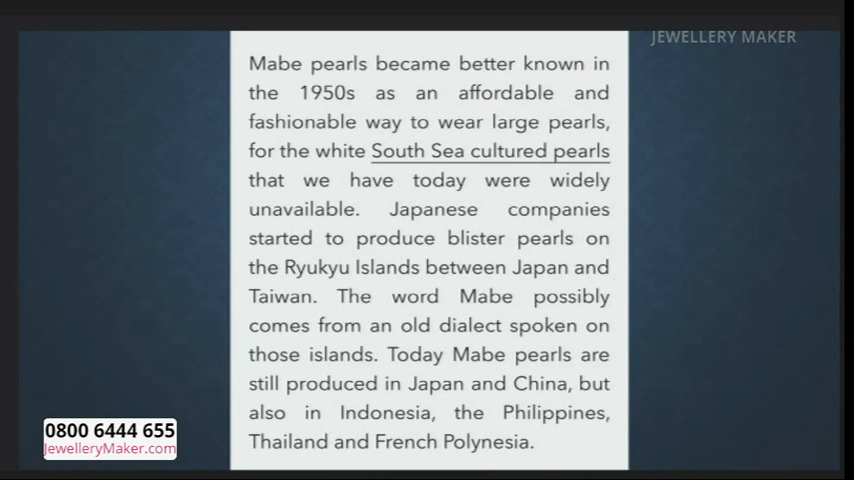 JEWELLERY MAKER
Mabe pearls became better known in
the 1950s as an affordable and
fashionable way to wear large pearls,
for the white South Sea cultured pearls
that we have today were widely
unavailable. Japanese companies
started to produce blister pearls on
the Ryukyu Islands between Japan and
Taiwan. The word Mabe possibly
comes from an old dialect spoken on
those islands. Today Mabe pearls are
still produced in Japan and China, but
also in Indonesia, the Philippines,
Thailand and French Polynesia.
0800 6444 655
JewelleryMaker.com